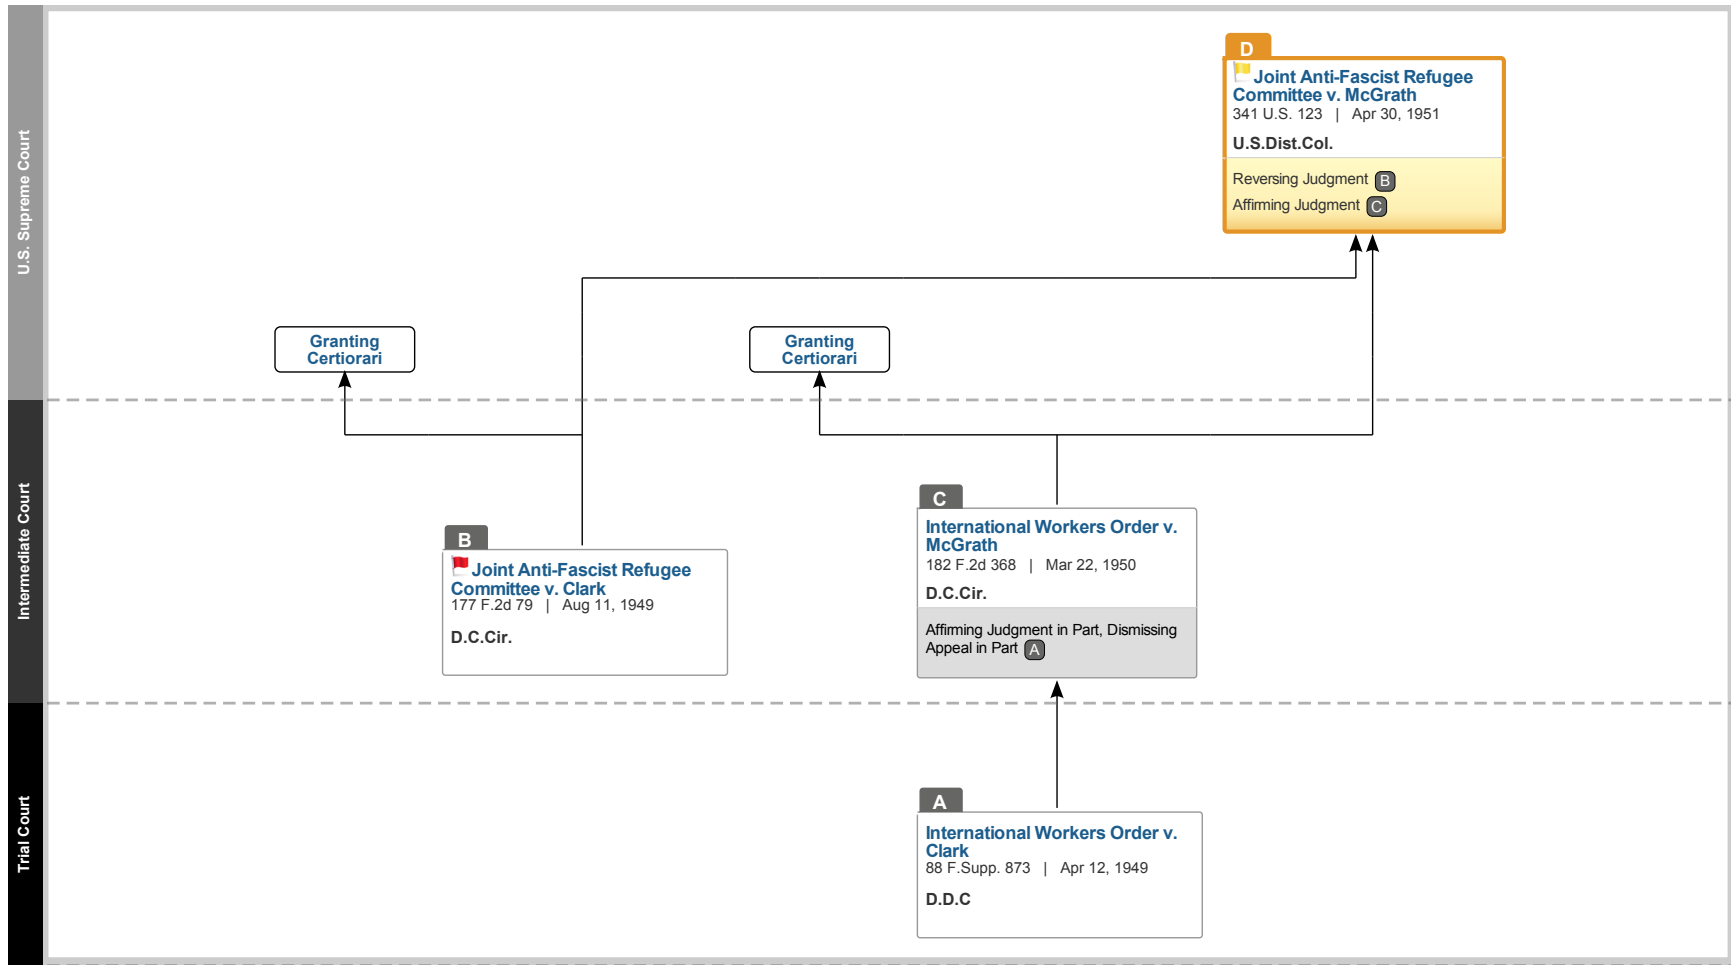 U.S. Supreme Court
D
Joint Anti-Fascist Refugee
Committee v. McGrath
341 U.S. 123 | Apr 30, 1951
U.S.Dist.Col.
Reversing Judgment B
Affirming Judgment C
Granting
Certiorari
Granting
Certiorari
Intermediate Court
B
Joint Anti-Fascist Refugee
Committee v. Clark
177 F.2d 79 | Aug 11, 1949
D.C.Cir.
C
International Workers Order v.
McGrath
182 F.2d 368 | Mar 22, 1950
D.C.Cir.
Affirming Judgment in Part, Dismissing
Appeal in Part A
Trial Court
A
International Workers Order v.
Clark
88 F.Supp. 873 | Apr 12, 1949
D.D.C